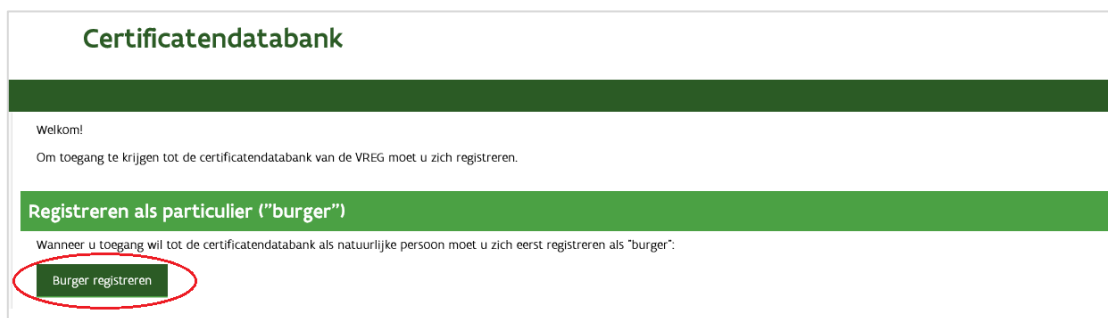 Certificatendatabank
Welkom!
Om toegang te krijgen tot de certificatendatabank van de VREG moet u zich registreren.
Registreren als particulier ("burger")
Wanneer u toegang wil tot de certificatendatabank als natuurlijke persoon moet u zich eerst registreren als "burger":
Burger registreren